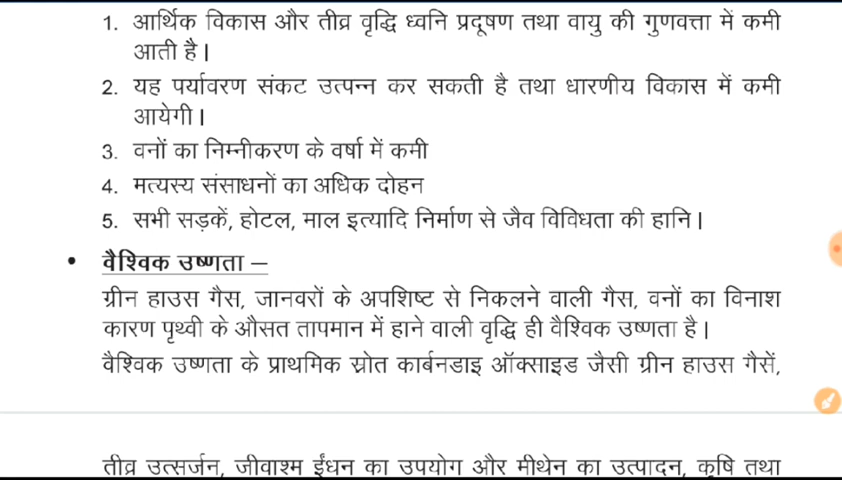 1. आर्थिक विकास और तीव्र वृद्धि ध्वनि प्रदूषण तथा वायु की गुणवत्ता में कमी
आती है।
2. यह पर्यावरण संकट उत्पन्न कर सकती है तथा धारणीय विकास में कमी
आयेगी।
3. वनों का निम्नीकरण के वर्षा में कमी
4. मत्यस्य संसाधनों का अधिक दोहन
5. सभी सड़कें, होटल, माल इत्यादि निर्माण से जैव विविधता की हानि।
• वैश्विक उष्णता –
ग्रीन हाउस गैस, जानवरों के अपशिष्ट से निकलने वाली गैस, वनों का विनाश
कारण पृथ्वी के औसत तापमान में हाने वाली वृद्धि ही वैश्विक उष्णता है।
वैश्विक उष्णता के प्राथमिक स्रोत कार्बनडाइ ऑक्साइड जैसी ग्रीन हाउस गैसें,
तीव्र उत्सर्जन, जीवाश्म ईंधन का उपयोग और मीथेन का उत्पादन, कृषि तथा